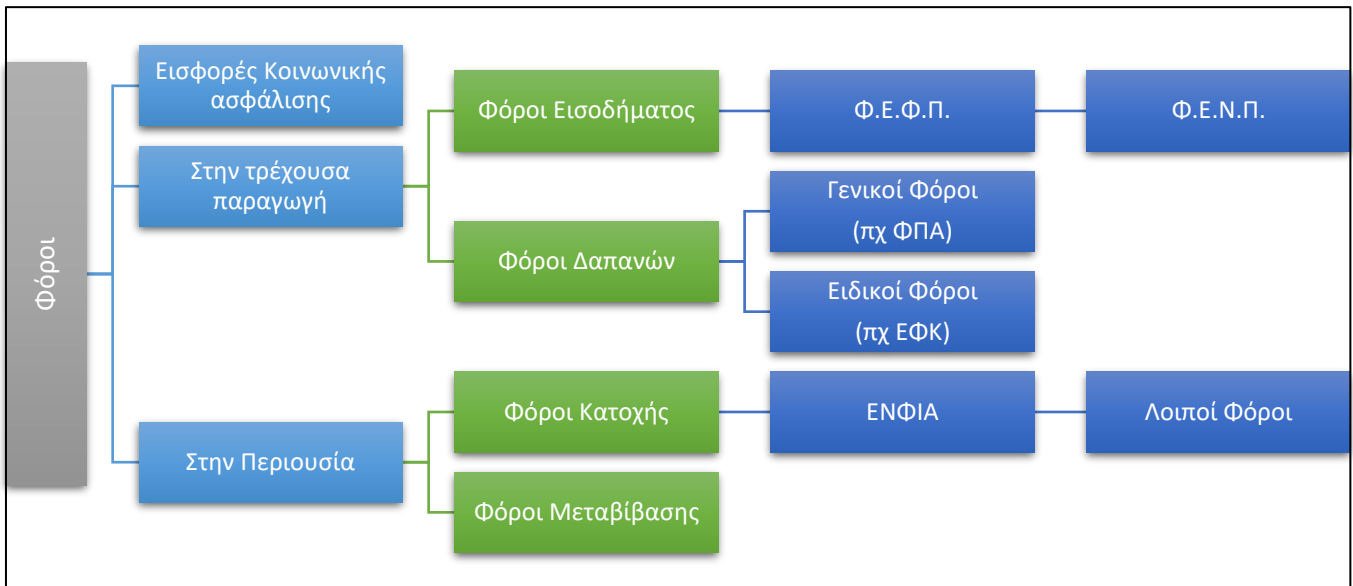 Φόροι
Εισφορές Κοινωνικής
ασφάλισης
Στην τρέχουσα
παραγωγή
Φόροι Εισοδήματος
Φ.Ε.Φ.Π.
Φ.Ε.Ν.Π.
Φόροι Δαπανών
Γενικοί Φόροι
(πχ ΦΠΑ)
Ειδικοί Φόροι
(πχ ΕΦΚ)
Στην Περιουσία
Φόροι Κατοχής
ΕΝΦΙΑ
Λοιποί Φόροι
Φόροι Μεταβίβασης